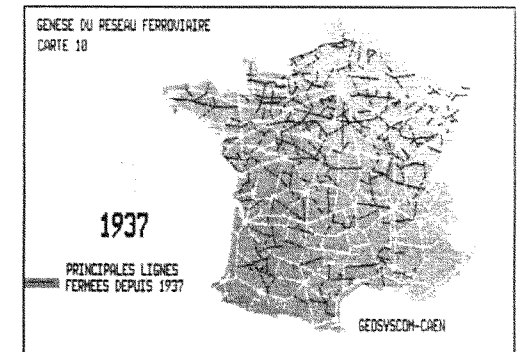 GENESE DU RESEAU FERROVIAIRE
CARTE 10
1937
PRINCIPALES LIGNES
FERMEES DEPUIS 1937
GEOSYSCOM-CAEN